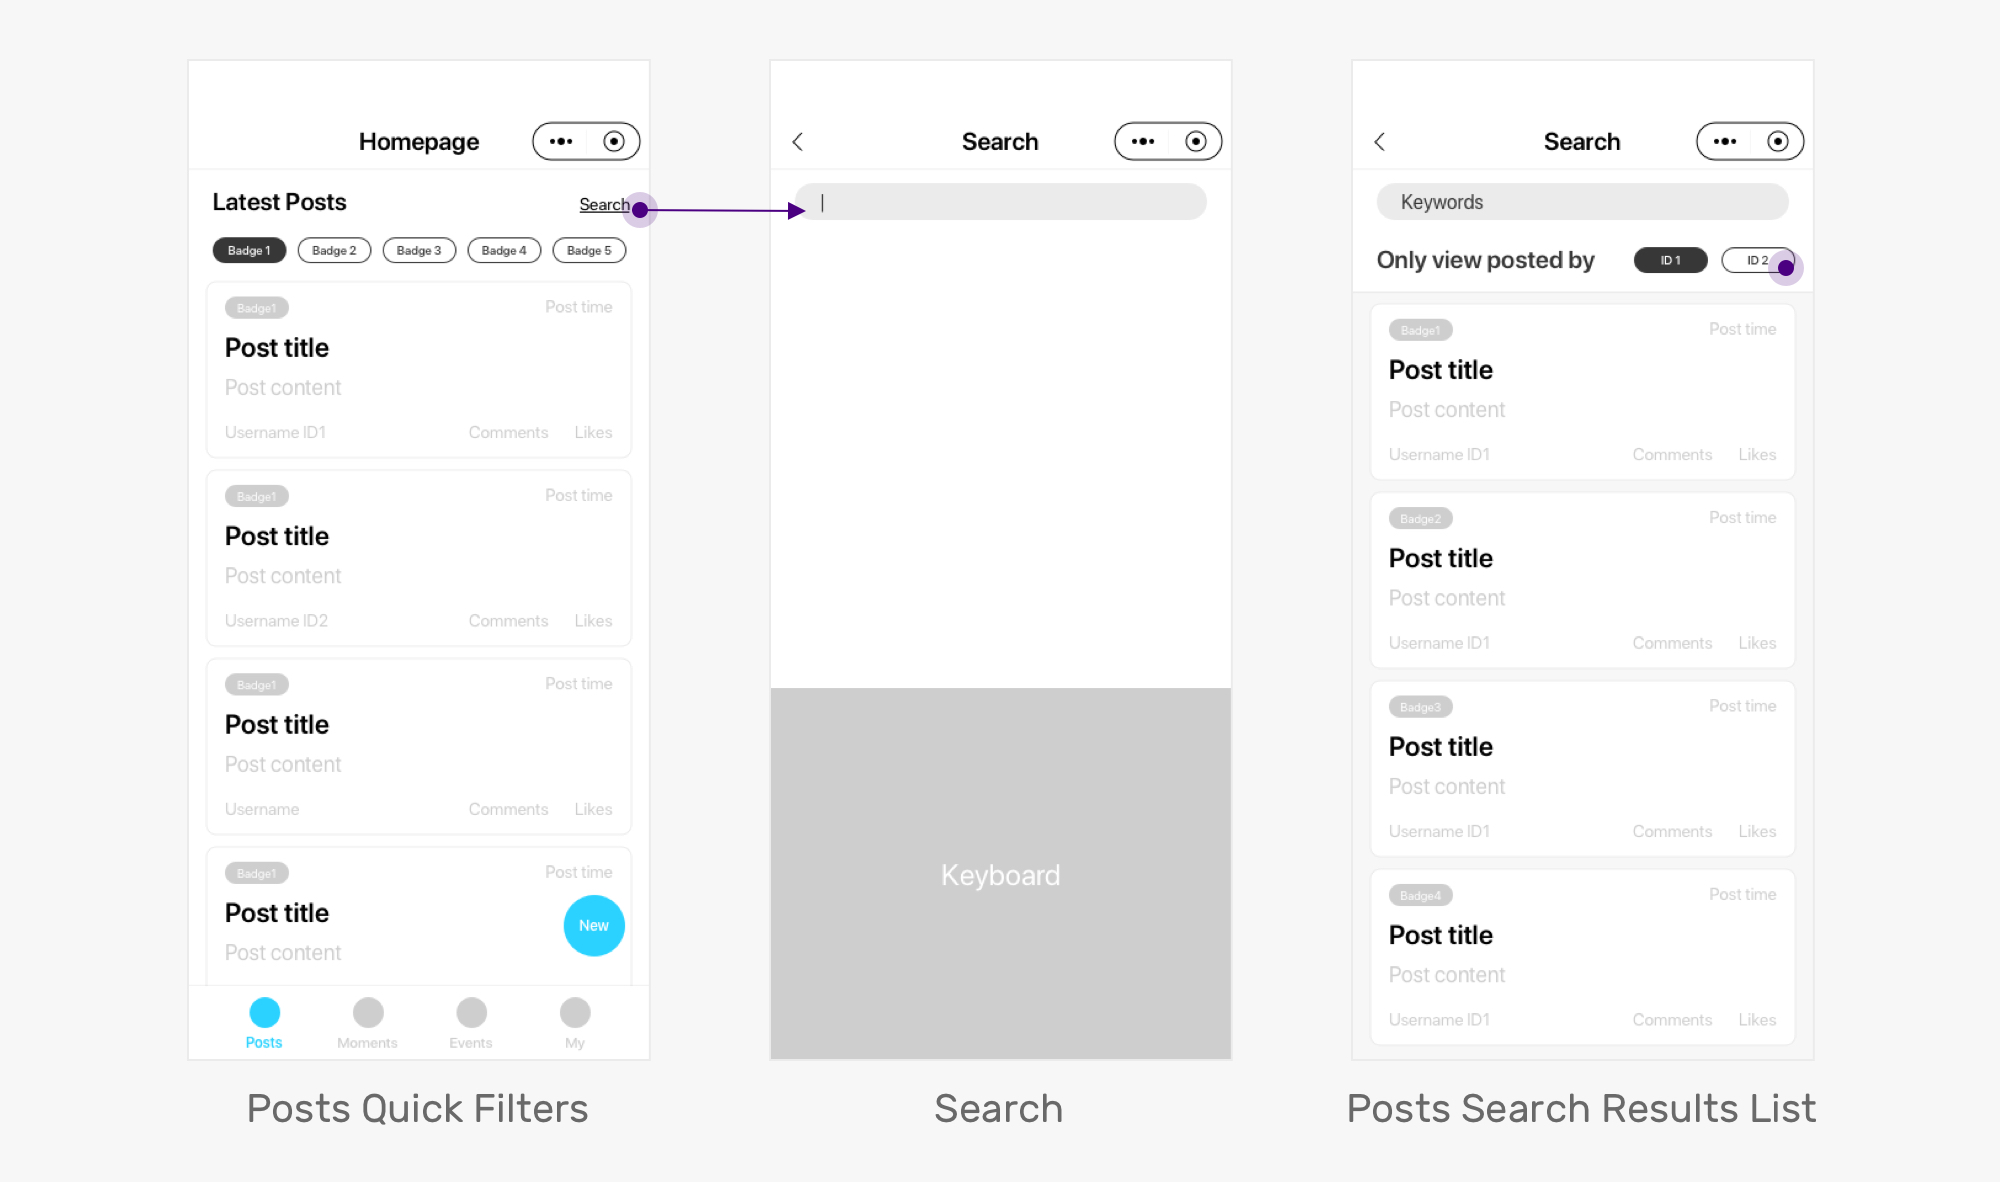 Homepage
Latest Posts
Search
Badge 1
Badge 2
Badge 3
Badge 4
Badge 5
Badge1
Post time
Post title
Post content
Username ID1
Comments
Likes
Badge1
Post time
Post title
Post content
Username ID2
Comments
Likes
Badge1
Post time
Post title
Post content
Username
Comments
Likes
Badge1
Post time
Post title
Post content
New
Posts
Moments
Events
My
Posts Quick Filters
Search
Keyboard
Search
Search
Keywords
Only view posted by
ID 1
ID 2
Badge1
Post time
Post title
Post content
Username ID1
Comments
Likes
Badge2
Post time
Post title
Post content
Username ID1
Comments
Likes
Badge3
Post time
Post title
Post content
Username ID1
Comments
Likes
Badge4
Post time
Post title
Post content
Username ID1
Comments
Likes
Posts Search Results List